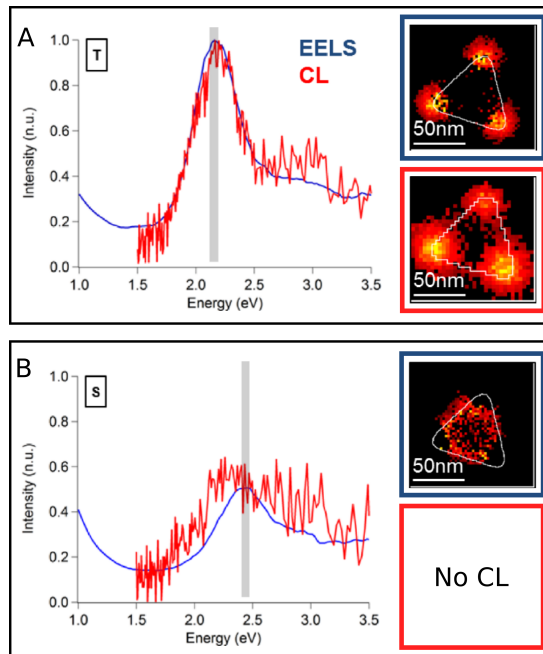 A
T
EELS
CL
Intensity (n.u.)
1.0
0.8
0.6
0.4
0.2
0.0
1.0 1.5 2.0 2.5 3.0 3.5
Energy (eV)
50nm
50nm
B
S
Intensity (n.u.)
1.0
0.8
0.6
0.4
0.2
0.0
1.0 1.5 2.0 2.5 3.0 3.5
Energy (eV)
50nm
No CL